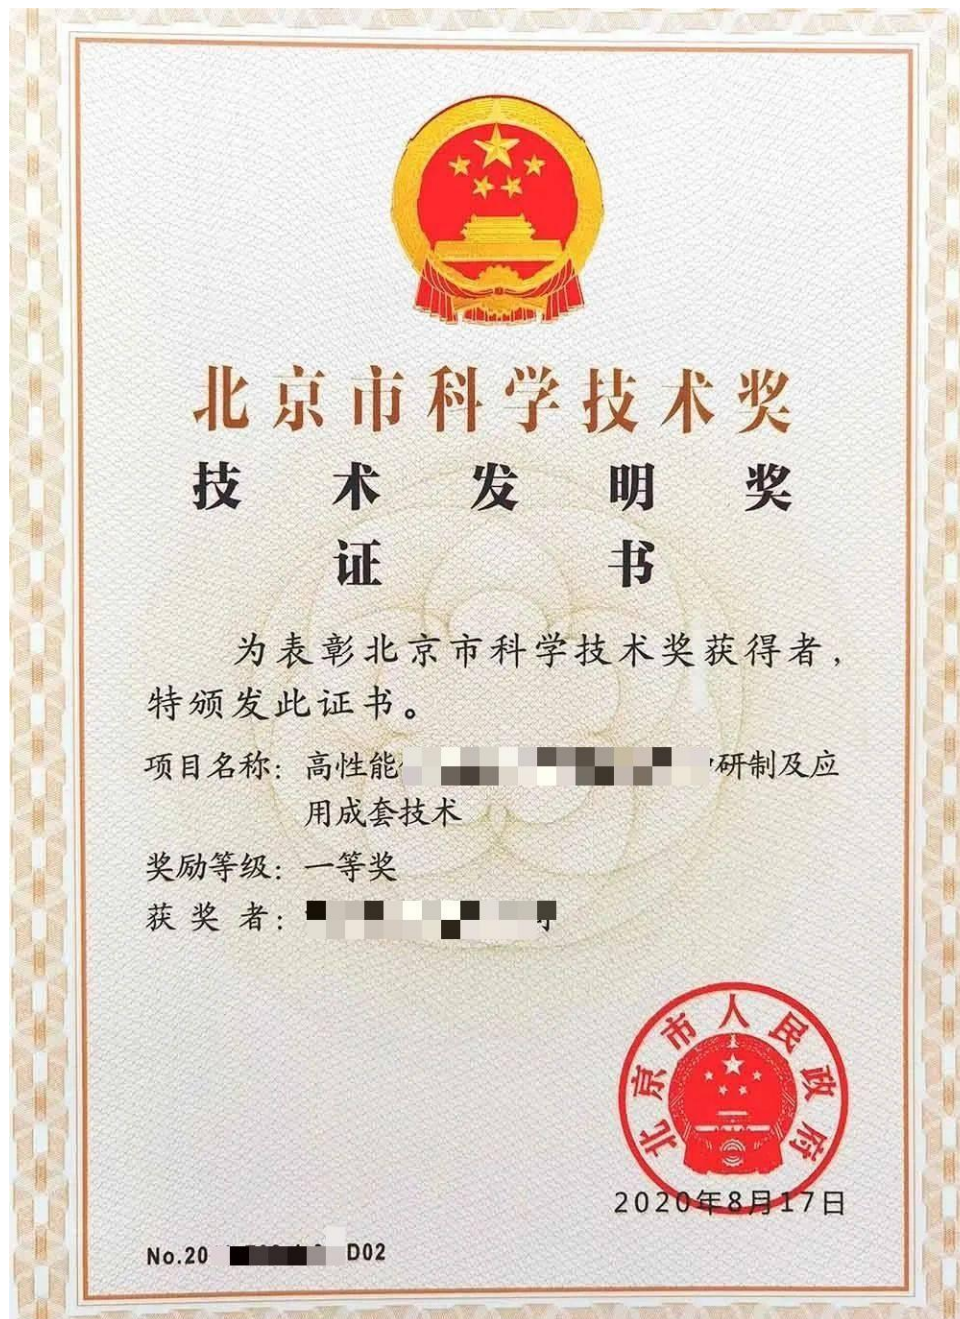 北京市科学技术奖
技术发明奖
证书
为表彰北京市科学技术奖获得者，
特颁发此证书。
项目名称：高性能 研制及应
用成套技术
奖励等级：一等奖
获奖者：
北京市人民政府
2020年8月17日
No.20 D02